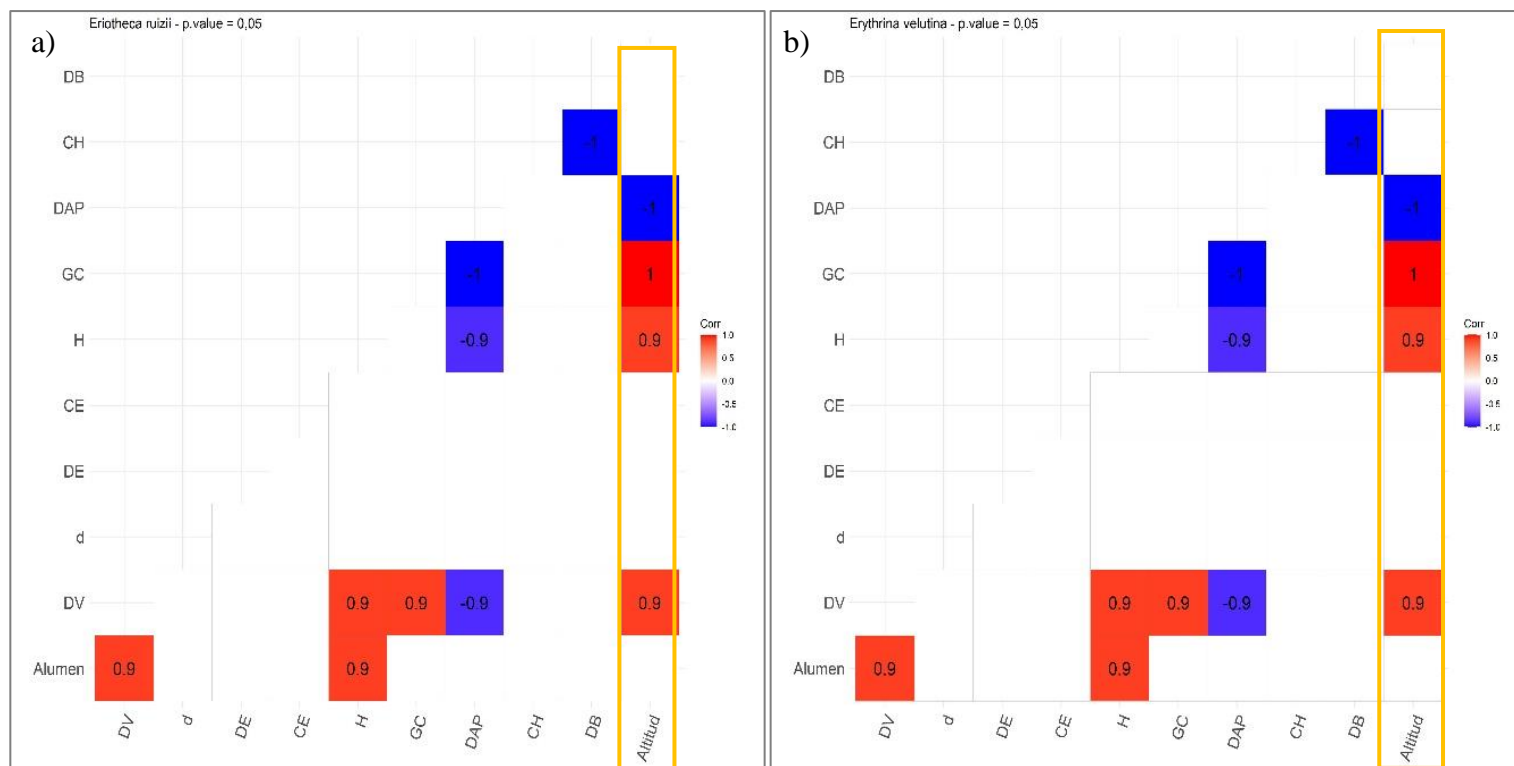 Eriotheca ruizii - p.value = 0,05
a)
DB
CH
-1
DAP
-1
GC
-1
1
H
-0.9
0.9
CE
DE
d
DV
0.9
0.9
-0.9
0.9
Alumen
0.9
0.9
DV
d
DE
CE
H
GC
DAP
CH
DB
Altitud
Corr
1.0
0.5
0.0
-0.5
-1.0
Erythrina velutina - p.value = 0,05
b)
DB
CH
-1
DAP
-1
GC
-1
1
H
-0.9
0.9
CE
DE
d
DV
0.9
0.9
-0.9
0.9
Alumen
0.9
0.9
DV
d
DE
CE
H
GC
DAP
CH
DB
Altitud
Corr
1.0
0.5
0.0
-0.5
-1.0